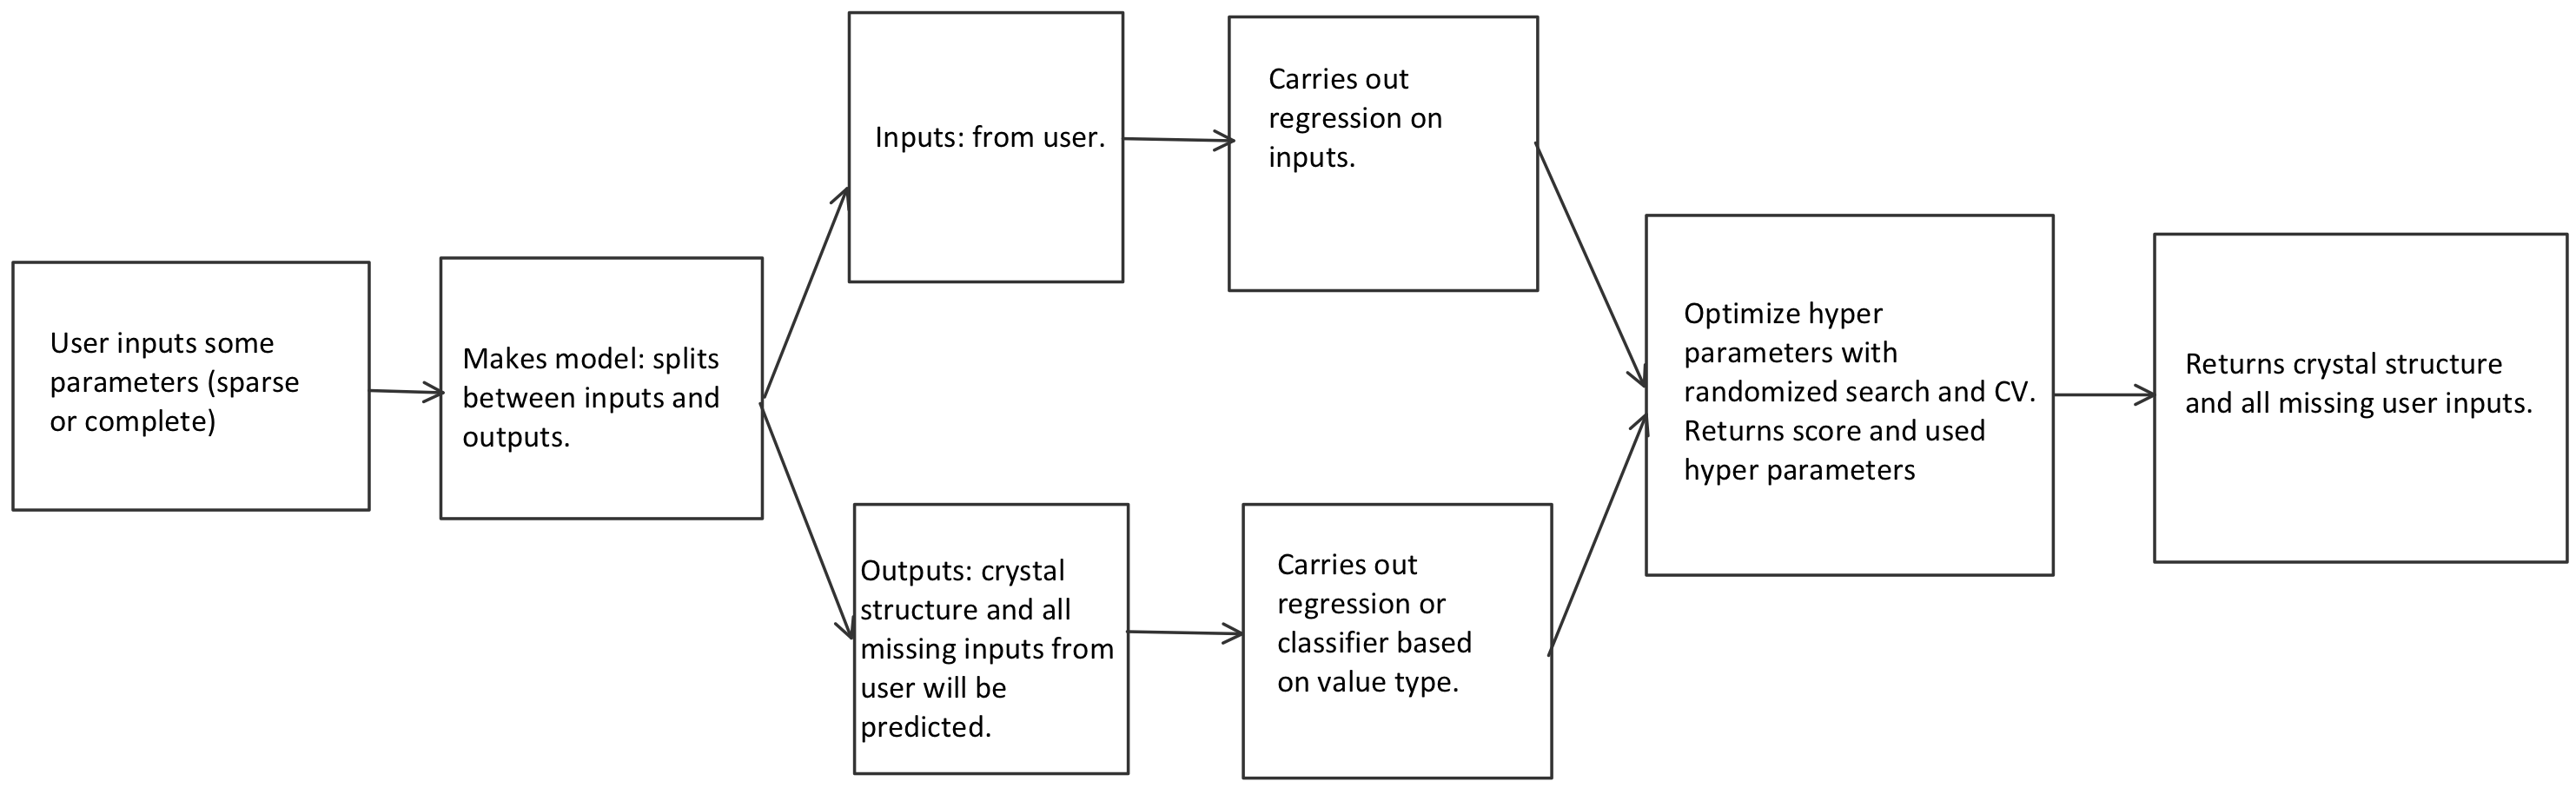 User inputs some
parameters (sparse
or complete)
Makes model: splits
between inputs and
outputs.
Inputs: from user.
Carries out
regression on
inputs.
Outputs: crystal
structure and all
missing inputs from
user will be
predicted.
Carries out
regression or
classifier based
on value type.
Optimize hyper
parameters with
randomized search and CV.
Returns score and used
hyper parameters
Returns crystal structure
and all missing user inputs.